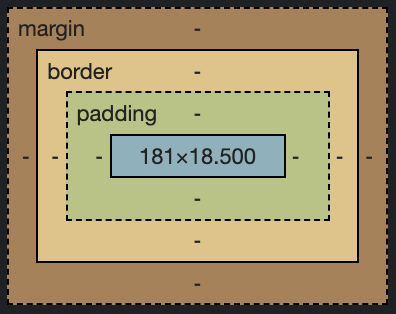 margin -
border -
padding -
- - - 181×18.500 - - -
-
-
-